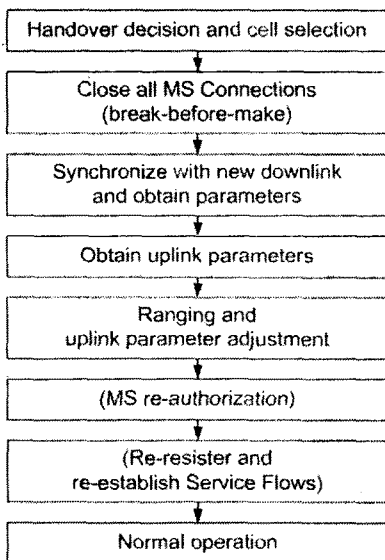 Handover decision and cell selection
Close all MS Connections
(break-before-make)
Synchronize with new downlink
and obtain parameters
Obtain uplink parameters
Ranging and
uplink parameter adjustment
(MS re-authorization)
(Re-resister and
re-establish Service Flows)
Normal operation